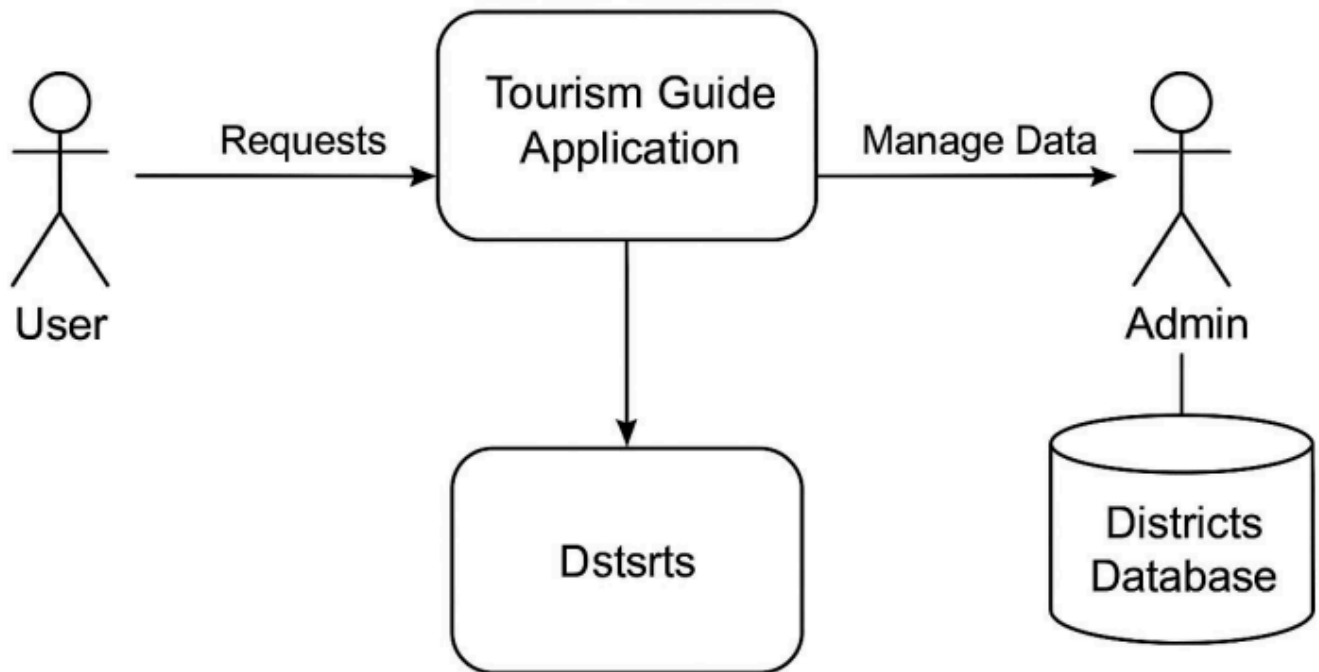 Tourism Guide
Application
Requests
Manage Data
User
Admin
Dstsrts
Districts
Database